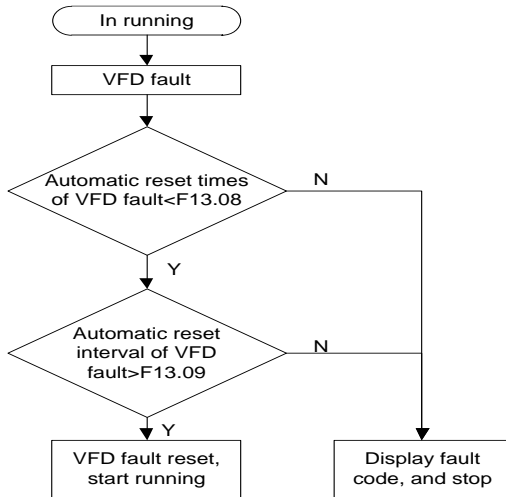 In running
VFD fault
Automatic reset times
of VFD fault<F13.08
N
Y
Automatic reset
interval of VFD
fault>F13.09
N
Y
VFD fault reset,
start running
Display fault
code, and stop